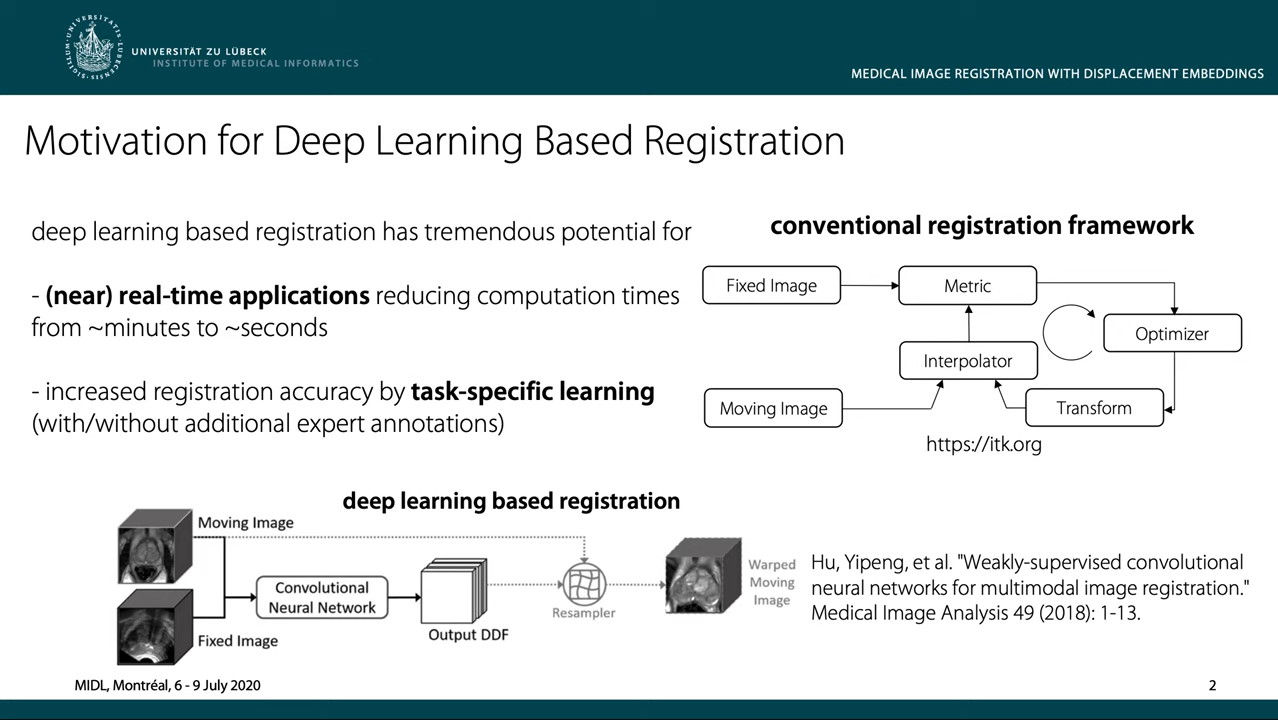 SIGILLUM UNIVERSITATIS LUBECENSIS
UNIVERSITÄT ZU LÜBECK
INSTITUTE OF MEDICAL INFORMATICS
MEDICAL IMAGE REGISTRATION WITH DISPLACEMENT EMBEDDINGS
Motivation for Deep Learning Based Registration
deep learning based registration has tremendous potential for
- (near) real-time applications reducing computation times
from ~minutes to ~seconds
- increased registration accuracy by task-specific learning
(with/without additional expert annotations)
conventional registration framework
Fixed Image
Metric
Optimizer
Interpolator
Moving Image
Transform
https://itk.org
deep learning based registration
Moving Image
Convolutional
Neural Network
Fixed Image
Output DDF
Resampler
Warped
Moving
Image
Hu, Yipeng, et al. "Weakly-supervised convolutional
neural networks for multimodal image registration."
Medical Image Analysis 49 (2018): 1-13.
MIDL, Montréal, 6 - 9 July 2020
2